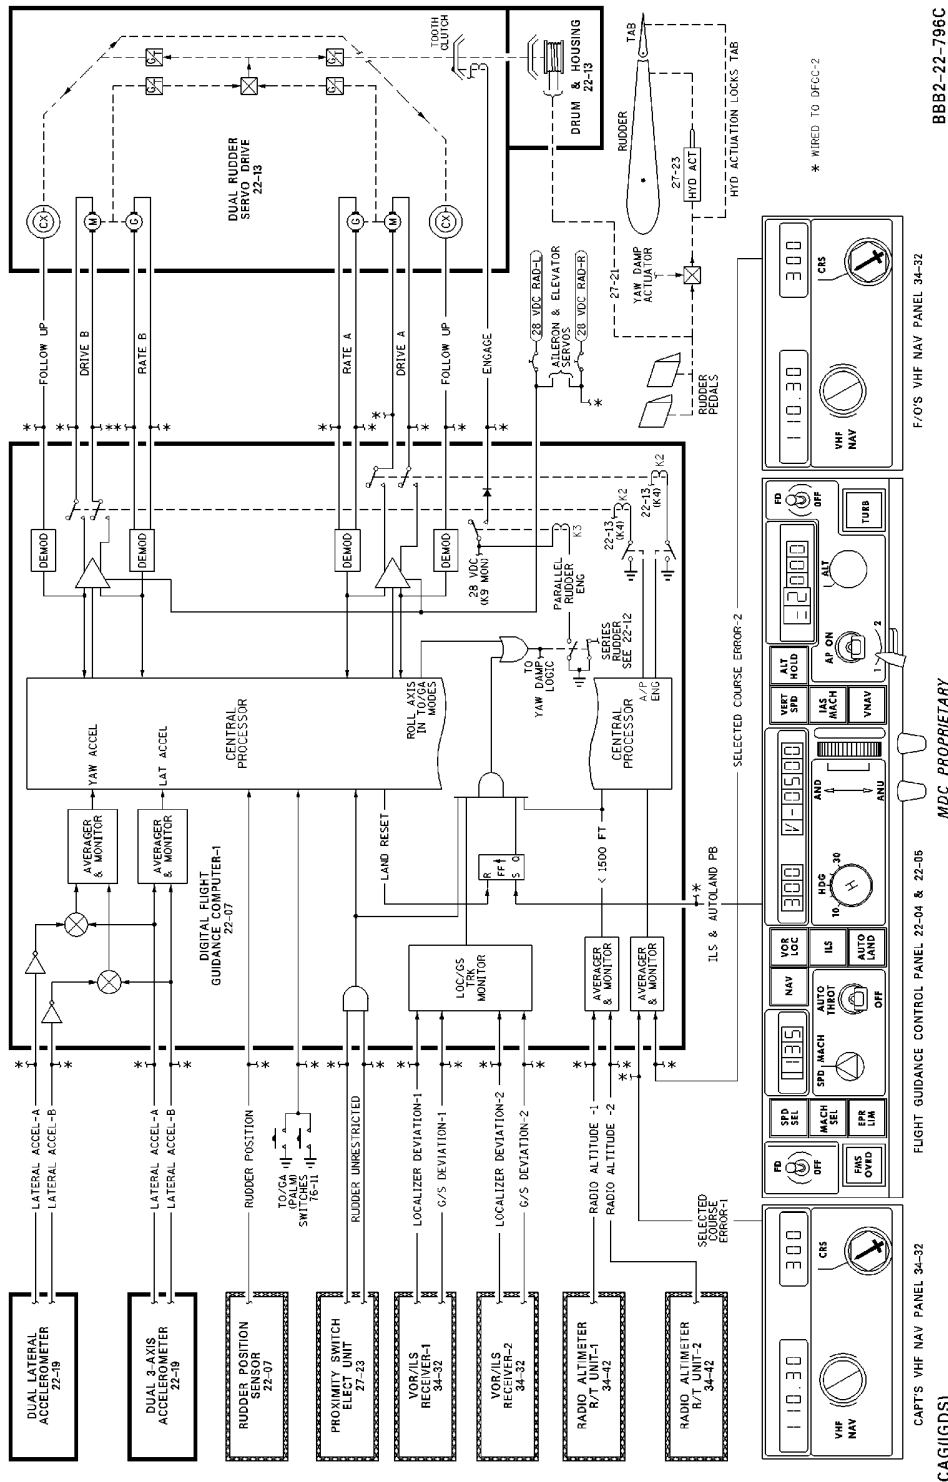 DUAL LATERAL
ACCELEROMETER
22-19
DUAL 3-AXIS
ACCELEROMETER
22-19
RUDDER POSITION
SENSOR
22-07
PROXIMITY SWITCH
ELECT UNIT
27-23
VOR/ILS
RECEIVER-1
34-32
VOR/ILS
RECEIVER-2
34-32
RADIO ALTIMETER
R/T UNIT-1
34-42
RADIO ALTIMETER
R/T UNIT-2
34-42
LATERAL ACCEL-A
LATERAL ACCEL-B
LATERAL ACCEL-A
LATERAL ACCEL-B
RUDDER POSITION
TO/GA
(PALM)
SWITCHES
76-11
RUDDER UNRESTRICTED
LOCALIZER DEVIATION-1
G/S DEVIATION-1
LOCALIZER DEVIATION-2
G/S DEVIATION-2
RADIO ALTITUDE -1
RADIO ALTITUDE -2
SELECTED
COURSE
ERROR-1
DIGITAL FLIGHT
GUIDANCE COMPUTER-1
22-07
AVERAGER
& MONITOR
AVERAGER
& MONITOR
YAW ACCEL
LAT ACCEL
CENTRAL
PROCESSOR
LAND RESET
ROLL AXIS
IN TO/GA
MODES
LOC/GS
TRK
MONITOR
R
FF
S O
AVERAGER
& MONITOR
AVERAGER
& MONITOR
< 1500 FT
CENTRAL
PROCESSOR
A/P
ENG
ILS & AUTOLAND PB
TO
YAW DAMP
LOGIC
SERIES
RUDDER
SEE 22-12
PARALLEL
RUDDER
ENG
28 VDC
(K9 MON)
K3
22-13
(K4)
K2
22-13
(K4)
K2
DEMOD
DEMOD
DEMOD
DEMOD
FOLLOW UP
DRIVE B
RATE B
RATE A
DRIVE A
FOLLOW UP
ENGAGE
28 VDC RAD-L
AILERON & ELEVATOR
SERVOS
28 VDC RAD-R
CX
M
G
G
M
CX
DUAL RUDDER
SERVO DRIVE
22-13
TOOTH
CLUTCH
DRUM & HOUSING
22-13
RUDDER
PEDALS
27-21
YAW DAMP
ACTUATOR
27-23
HYD ACT
RUDDER
TAB
HYD ACTUATION LOCKS TAB
* WIRED TO DFGC-2
SELECTED COURSE ERROR-2
110.30
VHF
NAV
300
CRS
CAPT'S VHF NAV PANEL 34-32
FD
OFF
FMS
OVRD
SPD
SEL
MACH
SEL
EPR
LIM
135
SPD MACH
AUTO
THROT
OFF
NAV
VOR
LOC
ILS
AUTO
LAND
300
HDG
10
30
H
V-0500
AND
ANU
VERT
SPD
IAS
MACH
VNAV
ALT
HOLD
AP ON
1
2
ALT
FD
OFF
TURB
FLIGHT GUIDANCE CONTROL PANEL 22-04 & 22-05
110.30
VHF
NAV
300
CRS
F/O'S VHF NAV PANEL 34-32
CAG(IGDS)
MDC PROPRIETARY
BBB2-22-796C